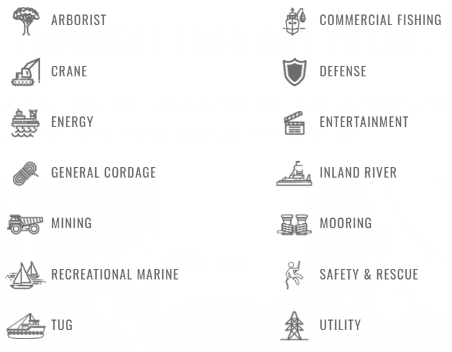 ARBORIST
COMMERCIAL FISHING
CRANE
DEFENSE
ENERGY
ENTERTAINMENT
GENERAL CORDAGE
INLAND RIVER
MINING
MOORING
RECREATIONAL MARINE
SAFETY & RESCUE
TUG
UTILITY